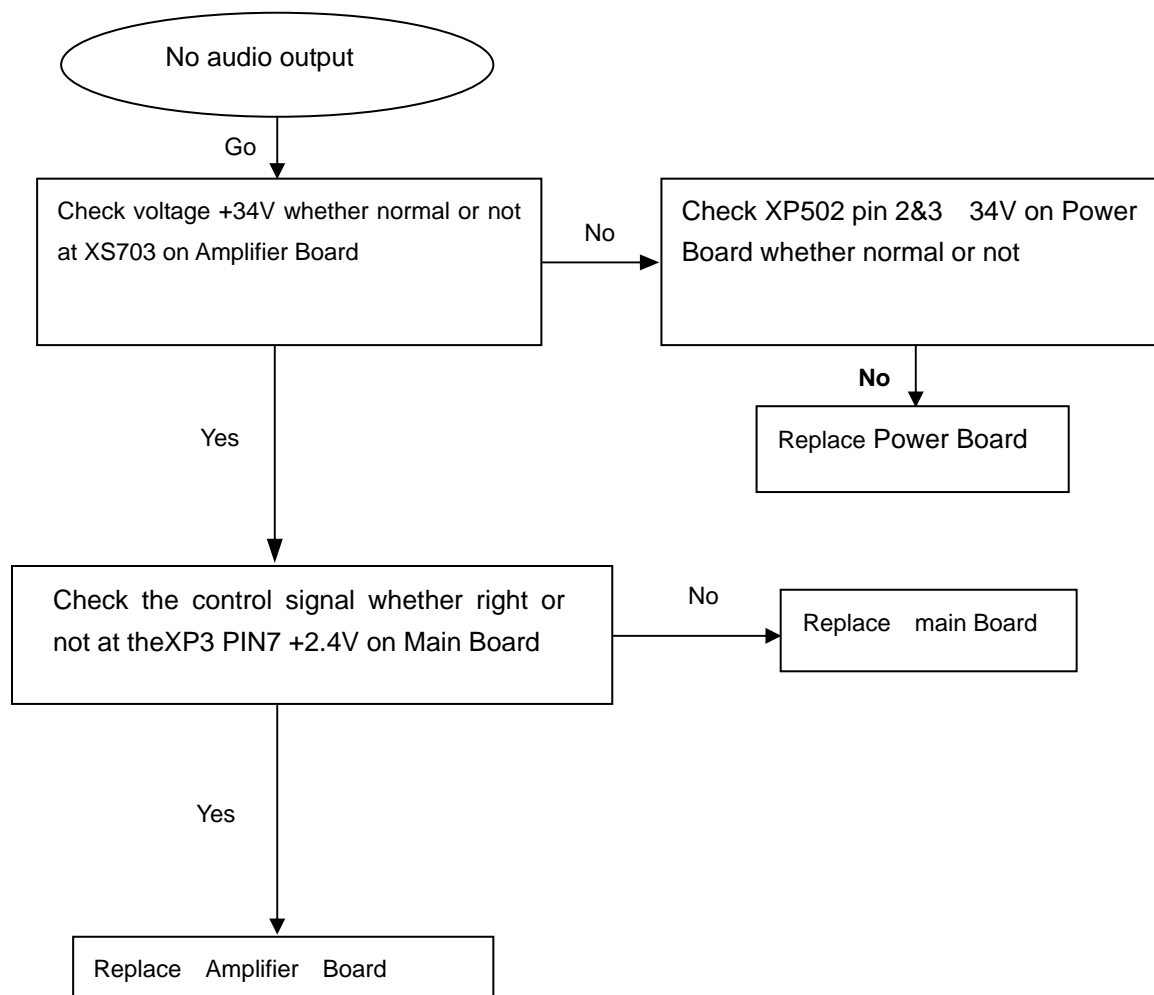 No audio output
Go
Check voltage +34V whether normal or not
at XS703 on Amplifier Board
No
Check XP502 pin 2&3 34V on Power
Board whether normal or not
No
Replace Power Board
Yes
Check the control signal whether right or
not at theXP3 PIN7 +2.4V on Main Board
No
Replace main Board
Yes
Replace Amplifier Board